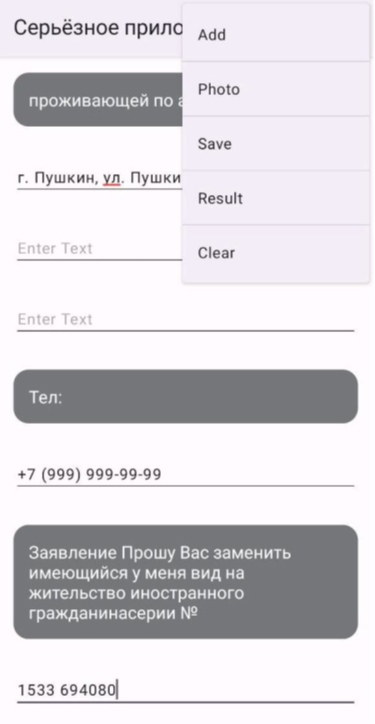 Серьёзное прило
Add
Photo
Save
Result
Clear
проживающей по а
г. Пушкин, ул. Пушки
Enter Text
Enter Text
Тел:
+7 (999) 999-99-99
Заявление Прошу Вас заменить
имеющийся у меня вид на
жительство иностранного
гражданинасерии №
1533 694080